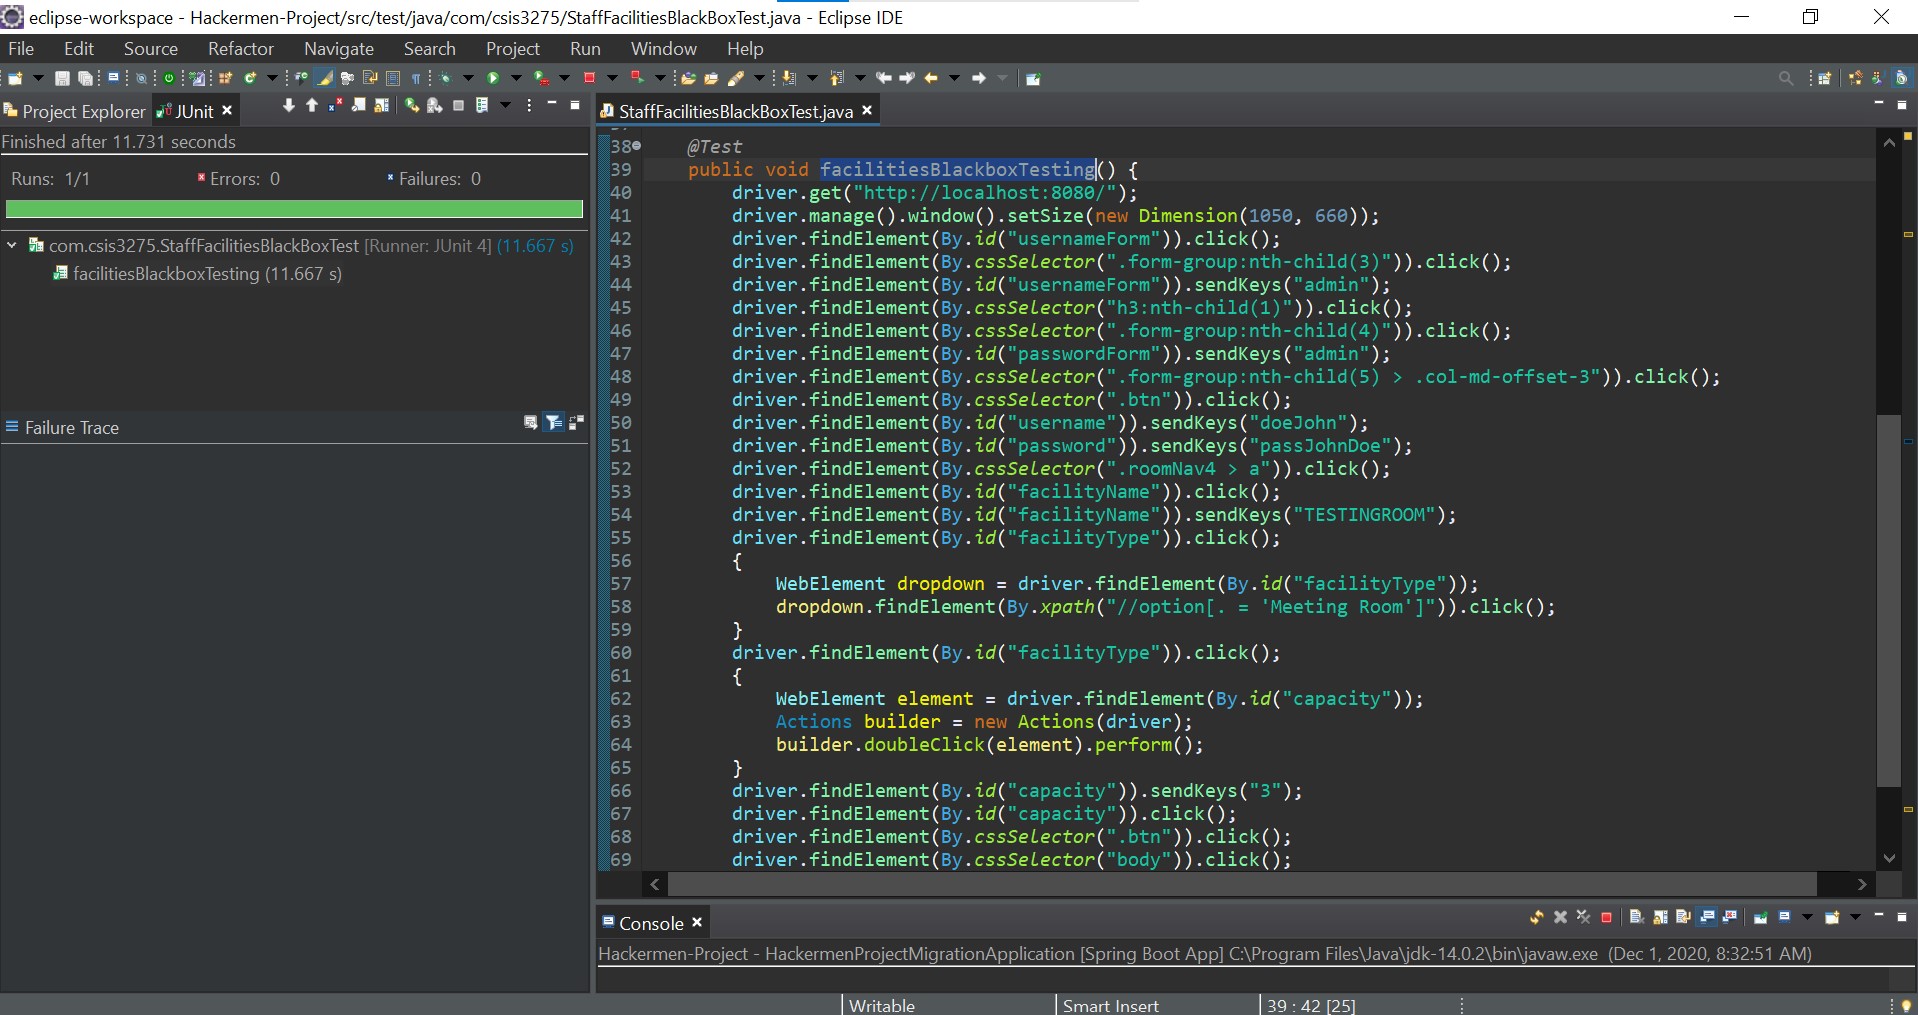 eclipse-workspace - Hackermen-Project/src/test/java/com/csis3275/StaffFacilitiesBlackBoxTest.java - Eclipse IDE
File Edit Source Refactor Navigate Search Project Run Window Help
Project Explorer JUnit
Finished after 11.731 seconds
Runs: 1/1 Errors: 0 Failures: 0
com.csis3275.StaffFacilitiesBlackBoxTest [Runner: JUnit 4] (11.667 s)
facilitiesBlackboxTesting (11.667 s)
Failure Trace
StaffFacilitiesBlackBoxTest.java
38 @Test
39 public void facilitiesBlackboxTesting() {
40 driver.get("http://localhost:8080/");
41 driver.manage().window().setSize(new Dimension(1050, 660));
42 driver.findElement(By.id("usernameForm")).click();
43 driver.findElement(By.cssSelector(".form-group:nth-child(3)")).click();
44 driver.findElement(By.id("usernameForm")).sendKeys("admin");
45 driver.findElement(By.cssSelector("h3:nth-child(1)")).click();
46 driver.findElement(By.cssSelector(".form-group:nth-child(4)")).click();
47 driver.findElement(By.id("passwordForm")).sendKeys("admin");
48 driver.findElement(By.cssSelector(".form-group:nth-child(5) > .col-md-offset-3")).click();
49 driver.findElement(By.cssSelector(".btn")).click();
50 driver.findElement(By.id("username")).sendKeys("doeJohn");
51 driver.findElement(By.id("password")).sendKeys("passJohnDoe");
52 driver.findElement(By.cssSelector(".roomNav4 > a")).click();
53 driver.findElement(By.id("facilityName")).click();
54 driver.findElement(By.id("facilityName")).sendKeys("TESTINGROOM");
55 driver.findElement(By.id("facilityType")).click();
56 {
57 WebElement dropdown = driver.findElement(By.id("facilityType"));
58 dropdown.findElement(By.xpath("//option[. = 'Meeting Room']")).click();
59 }
60 driver.findElement(By.id("facilityType")).click();
61 {
62 WebElement element = driver.findElement(By.id("capacity"));
63 Actions builder = new Actions(driver);
64 builder.doubleClick(element).perform();
65 }
66 driver.findElement(By.id("capacity")).sendKeys("3");
67 driver.findElement(By.id("capacity")).click();
68 driver.findElement(By.cssSelector(".btn")).click();
69 driver.findElement(By.cssSelector("body")).click();
Console
Hackermen-Project - HackermenProjectMigrationApplication [Spring Boot App] C:\Program Files\Java\jdk-14.0.2\bin\javaw.exe (Dec 1, 2020, 8:32:51 AM)
Writable Smart Insert 39 : 42 [25]